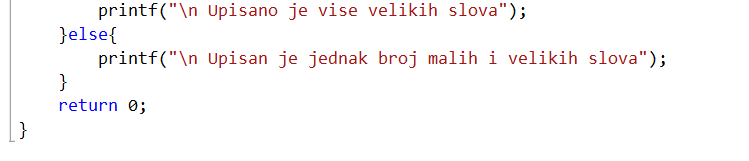 printf("\n Upisano je vise velikih slova");
}else{
printf("\n Upisan je jednak broj malih i velikih slova");
}
return 0;
}